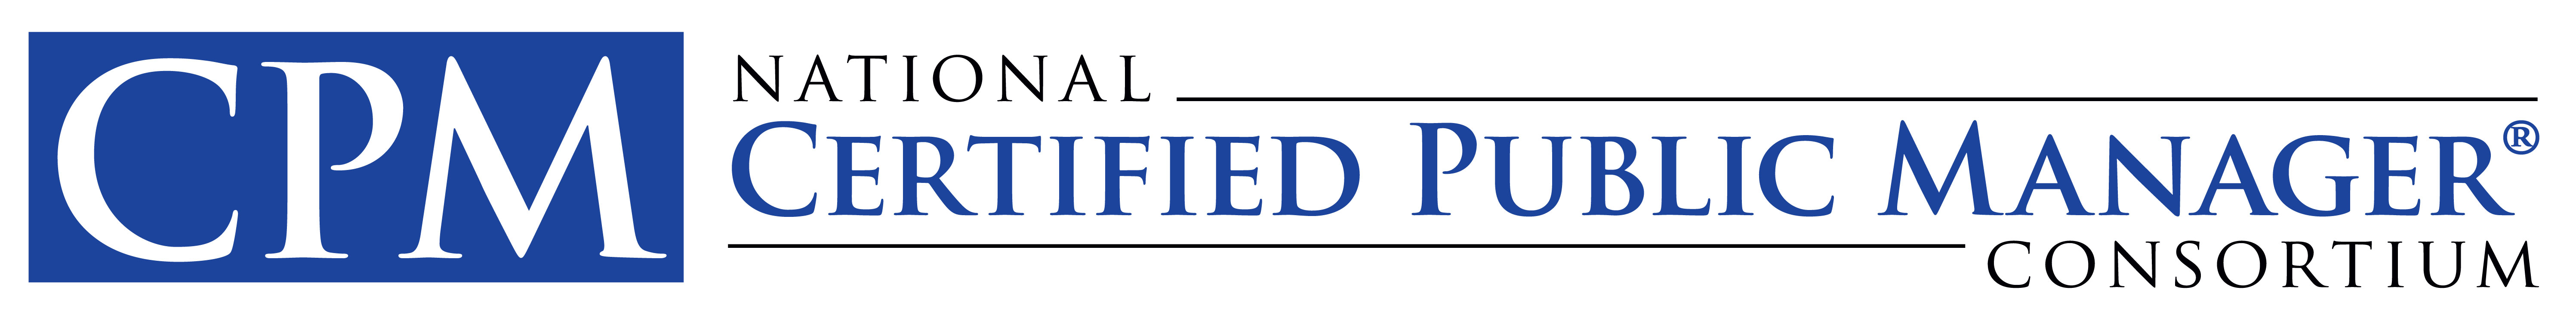 CPM
NATIONAL
CERTIFIED PUBLIC MANAGER®
CONSORTIUM